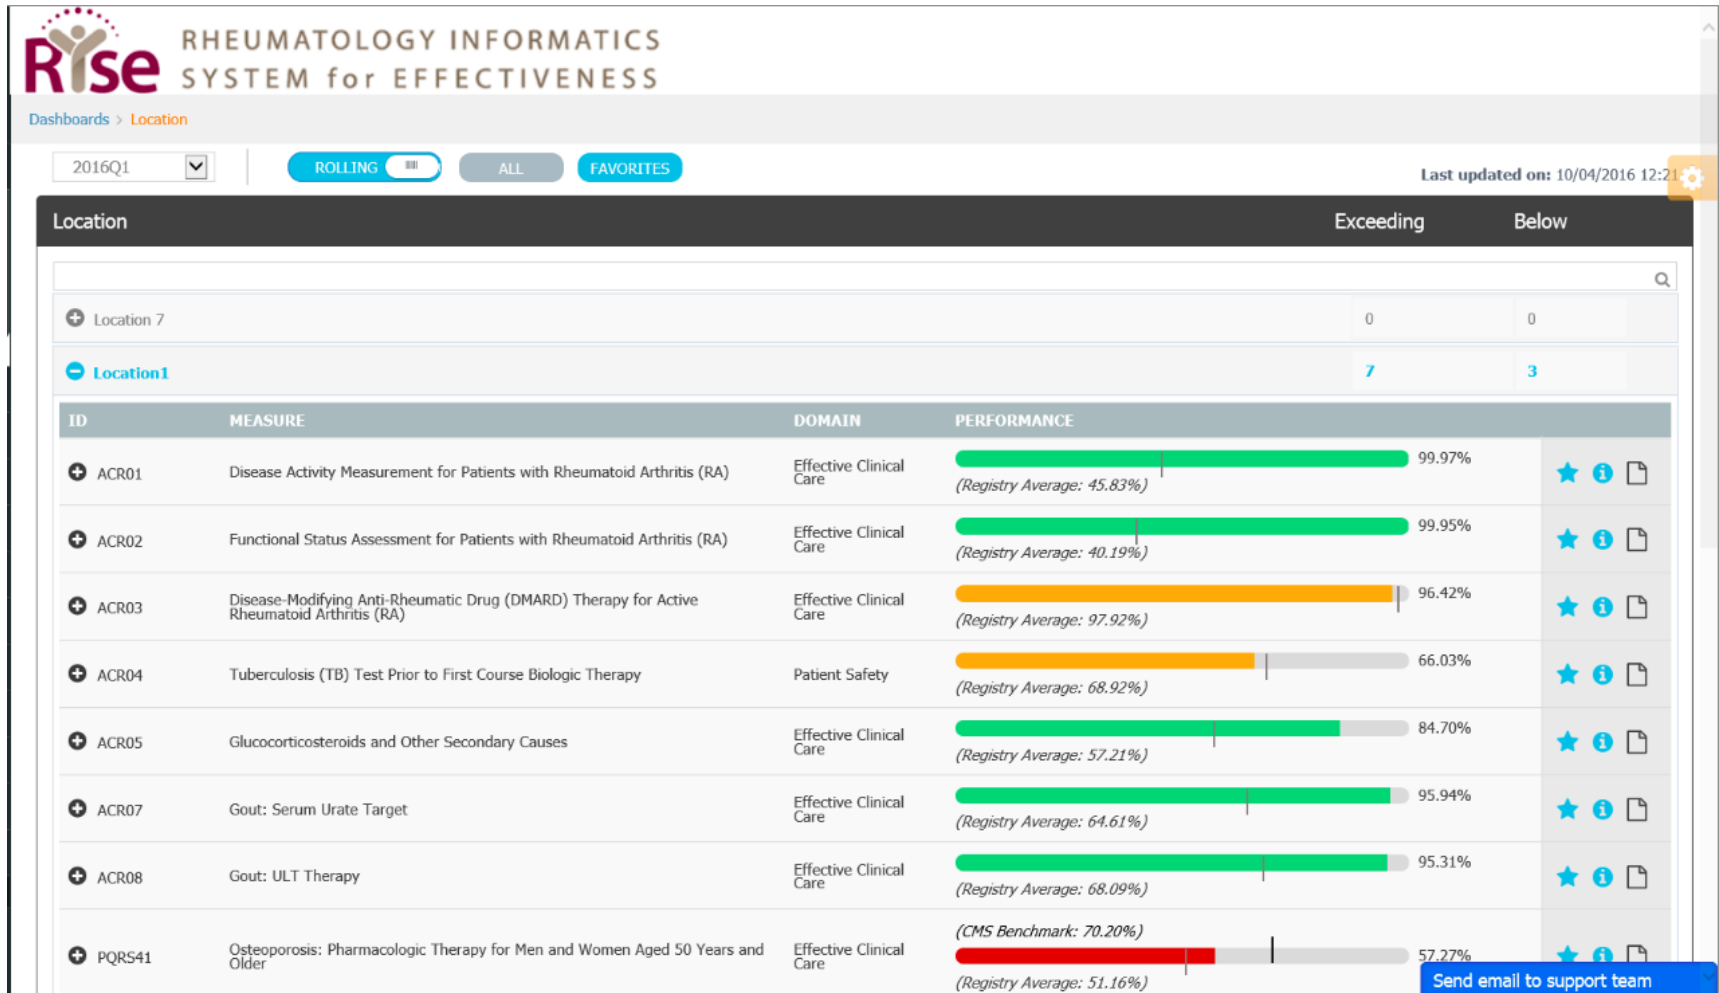 RISe
RHEUMATOLOGY INFORMATICS
SYSTEM for EFFECTIVENESS
Dashboards > Location
2016Q1
ROLLING
ALL
FAVORITES
Last updated on: 10/04/2016 12:21
Location Exceeding Below
Location 7 0 0
Location1 7 3
ID MEASURE DOMAIN PERFORMANCE
ACR01 Disease Activity Measurement for Patients with Rheumatoid Arthritis (RA) Effective Clinical
Care
99.97%
(Registry Average: 45.83%)
ACR02 Functional Status Assessment for Patients with Rheumatoid Arthritis (RA) Effective Clinical
Care
99.95%
(Registry Average: 40.19%)
ACR03 Disease-Modifying Anti-Rheumatic Drug (DMARD) Therapy for Active
Rheumatoid Arthritis (RA)
Effective Clinical
Care
96.42%
(Registry Average: 97.92%)
ACR04 Tuberculosis (TB) Test Prior to First Course Biologic Therapy Patient Safety
66.03%
(Registry Average: 68.92%)
ACR05 Glucocorticosteroids and Other Secondary Causes Effective Clinical
Care
84.70%
(Registry Average: 57.21%)
ACR07 Gout: Serum Urate Target Effective Clinical
Care
95.94%
(Registry Average: 64.61%)
ACR08 Gout: ULT Therapy Effective Clinical
Care
95.31%
(Registry Average: 68.09%)
PQRS41 Osteoporosis: Pharmacologic Therapy for Men and Women Aged 50 Years and
Older
Effective Clinical
Care
(CMS Benchmark: 70.20%)
57.27%
(Registry Average: 51.16%)
Send email to support team